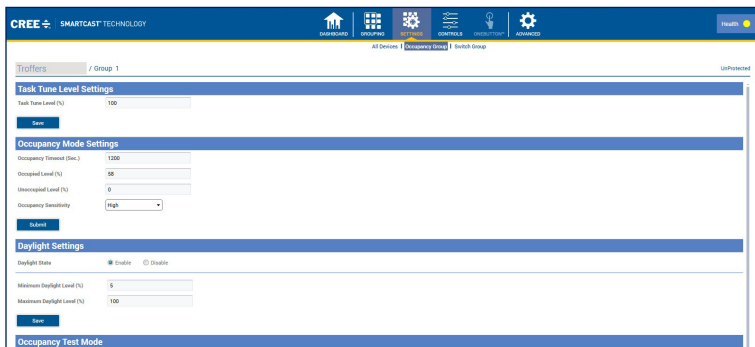 CREE SMARTCAST® TECHNOLOGY
DASHBOARD GROUPING SETTINGS CONTROLS ONEBUTTON™ ADVANCED
Health
All Devices | Occupancy Group | Switch Group
Troffers / Group 1
UnProtected
Task Tune Level Settings
Task Tune Level (%) 100
Save
Occupancy Mode Settings
Occupancy Timeout (Sec.) 1200
Occupied Level (%) 58
Unoccupied Level (%) 0
Occupancy Sensitivity High
Submit
Daylight Settings
Daylight State Enable Disable
Minimum Daylight Level (%) 5
Maximum Daylight Level (%) 100
Save
Occupancy Test Mode